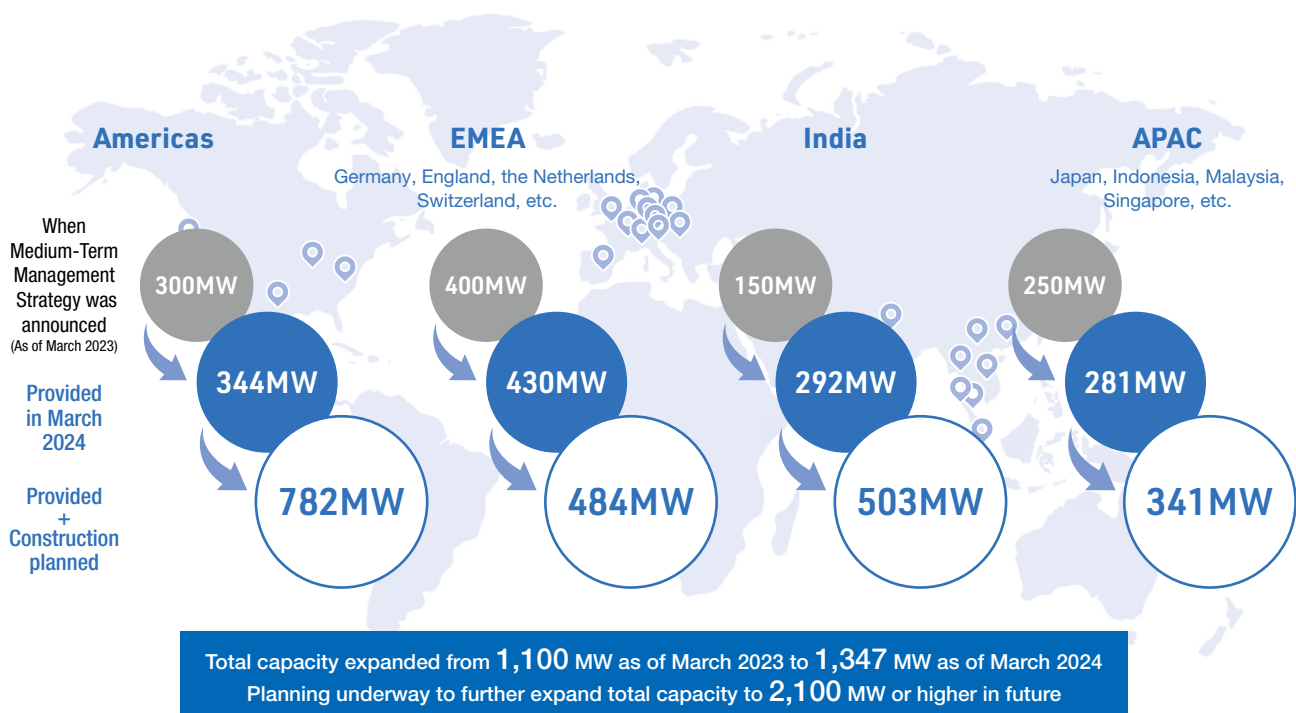 Americas
EMEA
India
APAC
Germany, England, the Netherlands,
Switzerland, etc.
Japan, Indonesia, Malaysia,
Singapore, etc.
When
Medium-Term
Management
Strategy was
announced
(As of March 2023)
300MW
400MW
150MW
250MW
Provided
in March
2024
344MW
430MW
292MW
281MW
Provided
+
Construction
planned
782MW
484MW
503MW
341MW
Total capacity expanded from 1,100 MW as of March 2023 to 1,347 MW as of March 2024
Planning underway to further expand total capacity to 2,100 MW or higher in future